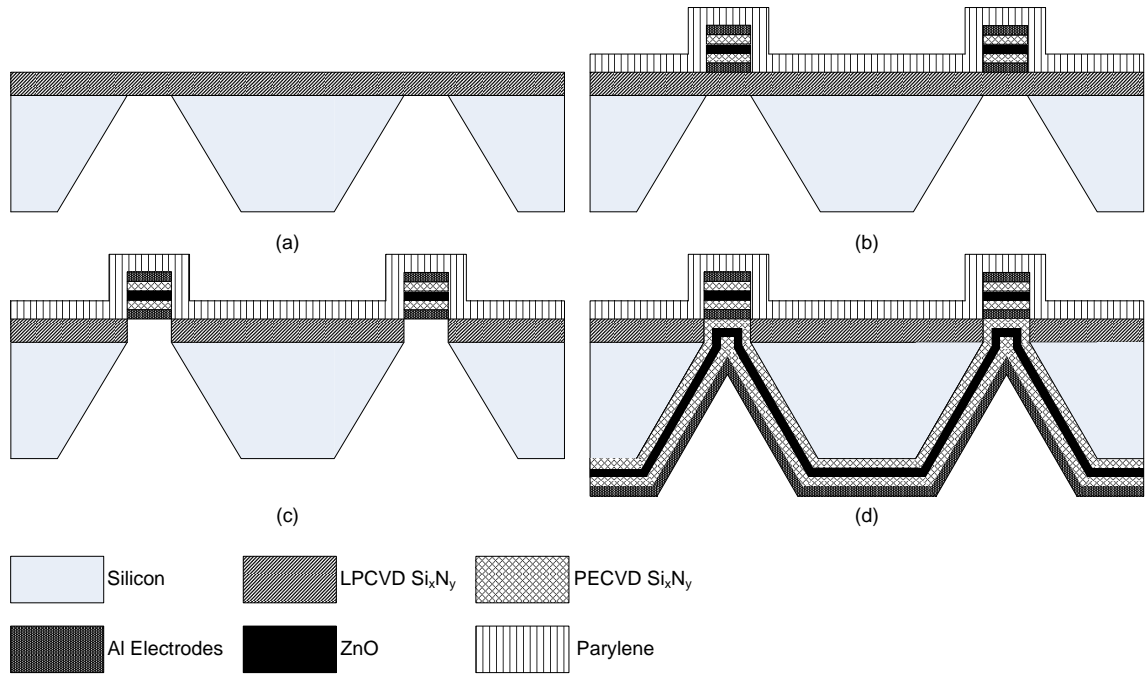 (a)
(b)
(c)
(d)
Silicon
LPCVD SixNy
PECVD SixNy
Al Electrodes
ZnO
Parylene